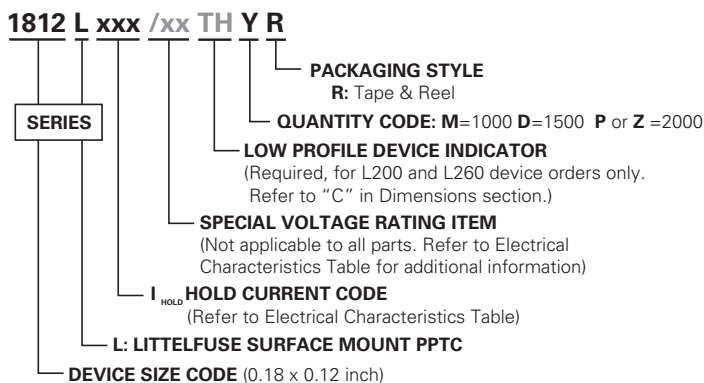 1812 L xxx /xx TH Y R
PACKAGING STYLE
R: Tape & Reel
SERIES
QUANTITY CODE: M=1000 D=1500 P or Z =2000
LOW PROFILE DEVICE INDICATOR
(Required, for L200 and L260 device orders only.
Refer to “C” in Dimensions section.)
SPECIAL VOLTAGE RATING ITEM
(Not applicable to all parts. Refer to Electrical
Characteristics Table for additional information)
I HOLD HOLD CURRENT CODE
(Refer to Electrical Characteristics Table)
L: LITTELFUSE SURFACE MOUNT PPTC
DEVICE SIZE CODE (0.18 x 0.12 inch)